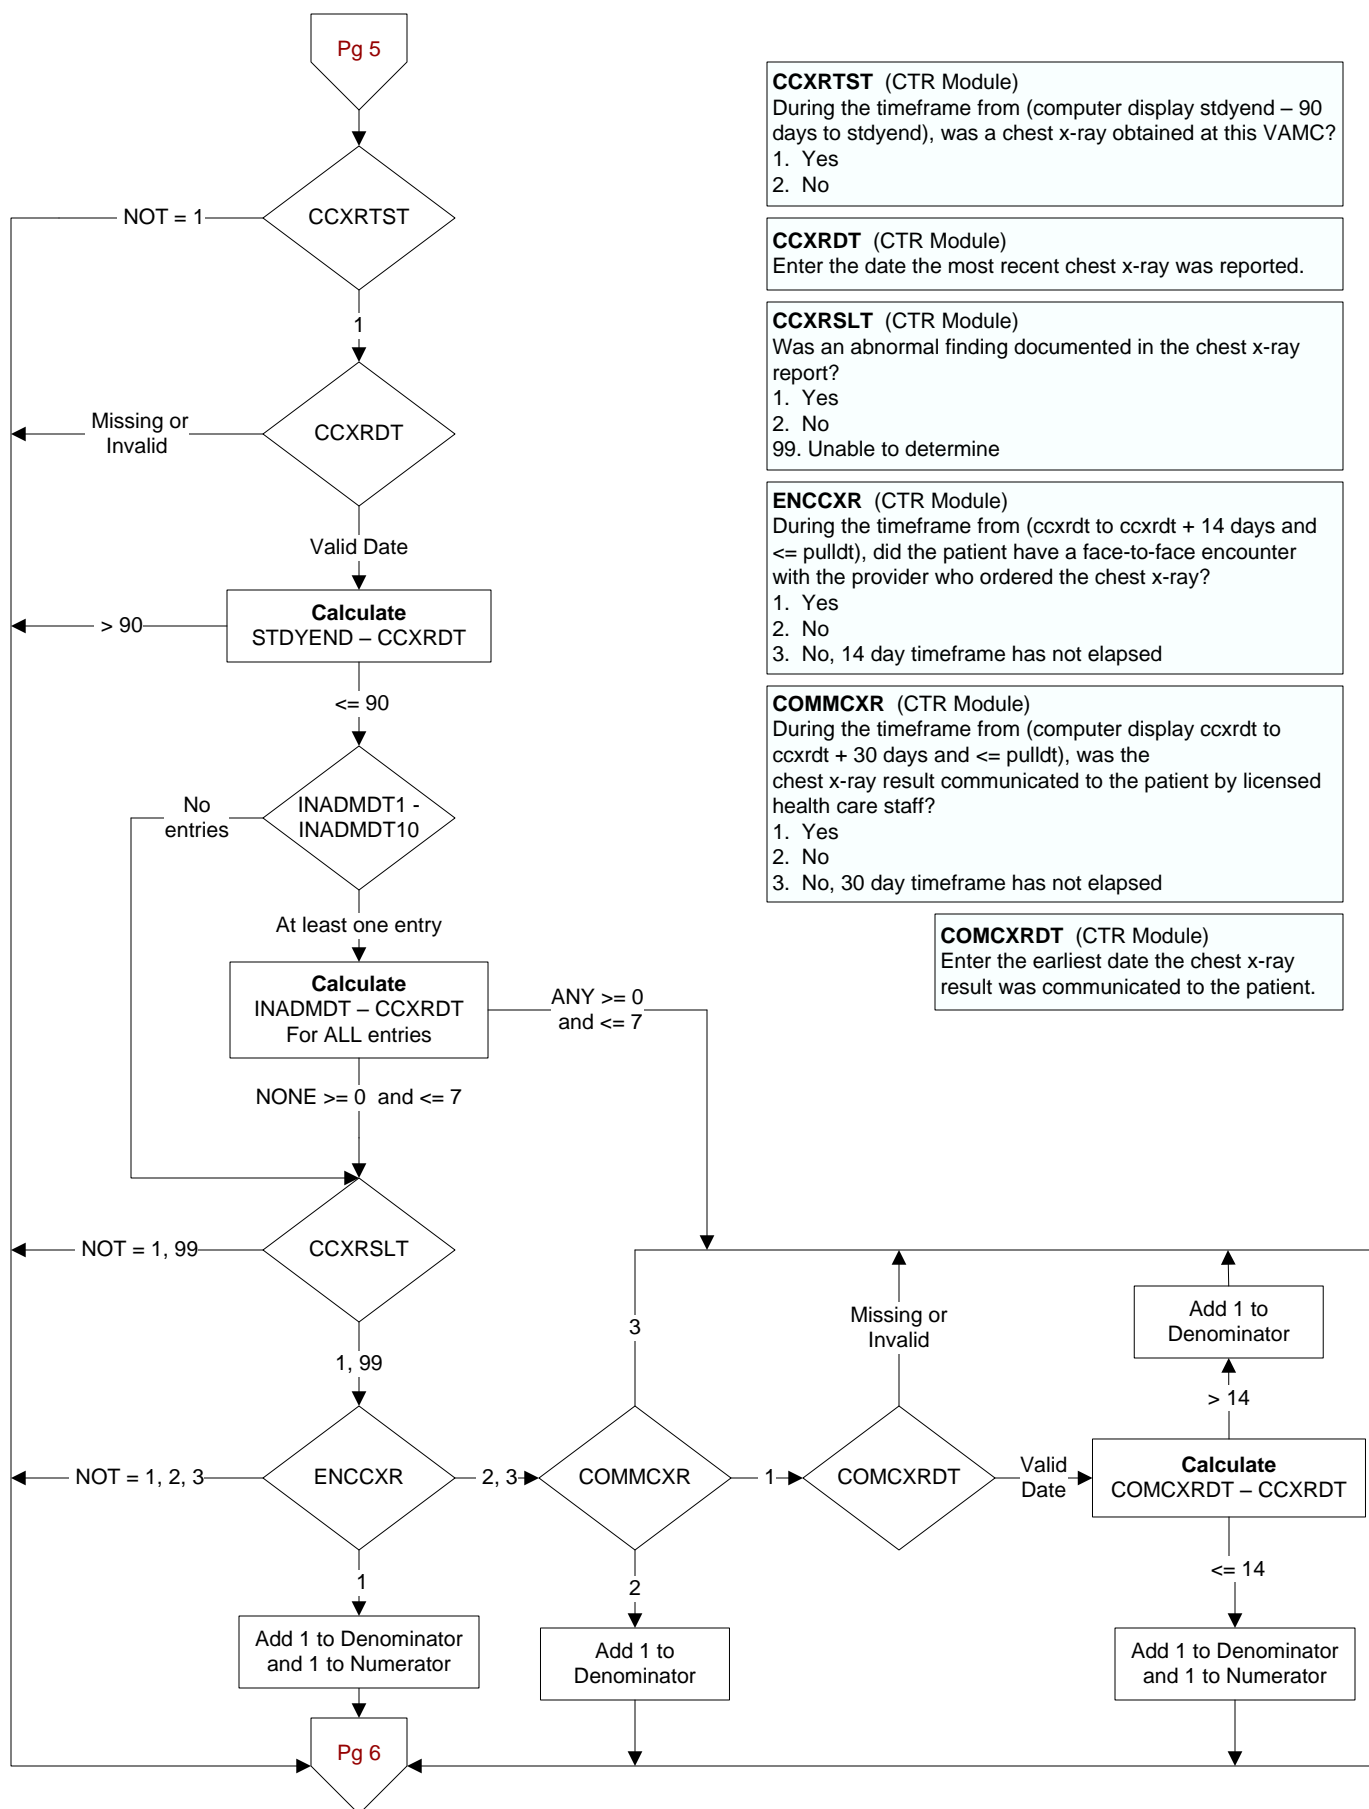 Pg 5
CCXRTST
NOT = 1
1
CCXRDT
Missing or
Invalid
Valid Date
Calculate
STDYEND – CCXRDT
> 90
<= 90
INADMDT1 -
INADMDT10
No
entries
At least one entry
Calculate
INADMDT – CCXRDT
For ALL entries
ANY >= 0
and <= 7
NONE >= 0 and <= 7
CCXRSLT
NOT = 1, 99
1, 99
ENCCXR
NOT = 1, 2, 3
2, 3
1
Add 1 to Denominator
and 1 to Numerator
Pg 6
COMMCXR
3
1
2
Add 1 to
Denominator
COMCXRDT
Missing or
Invalid
Valid
Date
Calculate
COMCXRDT – CCXRDT
> 14
Add 1 to
Denominator
<= 14
Add 1 to Denominator
and 1 to Numerator
CCXRTST (CTR Module)
During the timeframe from (computer display stdyend – 90
days to stdyend), was a chest x-ray obtained at this VAMC?
1. Yes
2. No
CCXRDT (CTR Module)
Enter the date the most recent chest x-ray was reported.
CCXRSLT (CTR Module)
Was an abnormal finding documented in the chest x-ray
report?
1. Yes
2. No
99. Unable to determine
ENCCXR (CTR Module)
During the timeframe from (ccxrdt to ccxrdt + 14 days and
<= pulldt), did the patient have a face-to-face encounter
with the provider who ordered the chest x-ray?
1. Yes
2. No
3. No, 14 day timeframe has not elapsed
COMMCXR (CTR Module)
During the timeframe from (computer display ccxrdt to
ccxrdt + 30 days and <= pulldt), was the
chest x-ray result communicated to the patient by licensed
health care staff?
1. Yes
2. No
3. No, 30 day timeframe has not elapsed
COMCXRDT (CTR Module)
Enter the earliest date the chest x-ray
result was communicated to the patient.